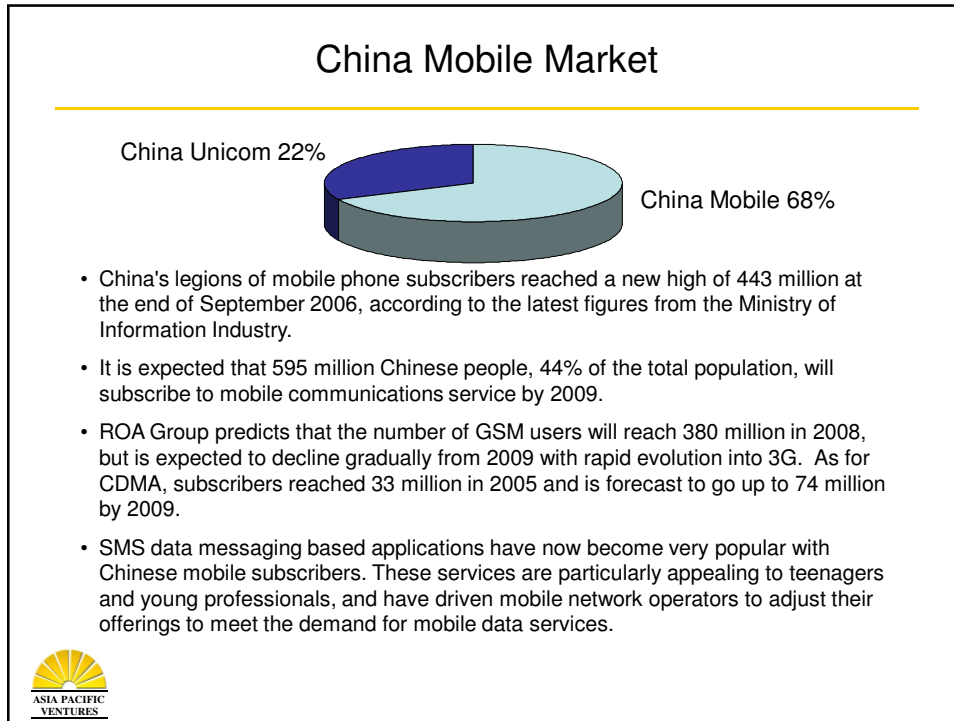 China Mobile Market
China Unicom 22%
China Mobile 68%
• China's legions of mobile phone subscribers reached a new high of 443 million at
the end of September 2006, according to the latest figures from the Ministry of
Information Industry.
• It is expected that 595 million Chinese people, 44% of the total population, will
subscribe to mobile communications service by 2009.
• ROA Group predicts that the number of GSM users will reach 380 million in 2008,
but is expected to decline gradually from 2009 with rapid evolution into 3G.  As for
CDMA, subscribers reached 33 million in 2005 and is forecast to go up to 74 million
by 2009.
• SMS data messaging based applications have now become very popular with
Chinese mobile subscribers. These services are particularly appealing to teenagers
and young professionals, and have driven mobile network operators to adjust their
offerings to meet the demand for mobile data services.
ASIA PACIFIC
VENTURES